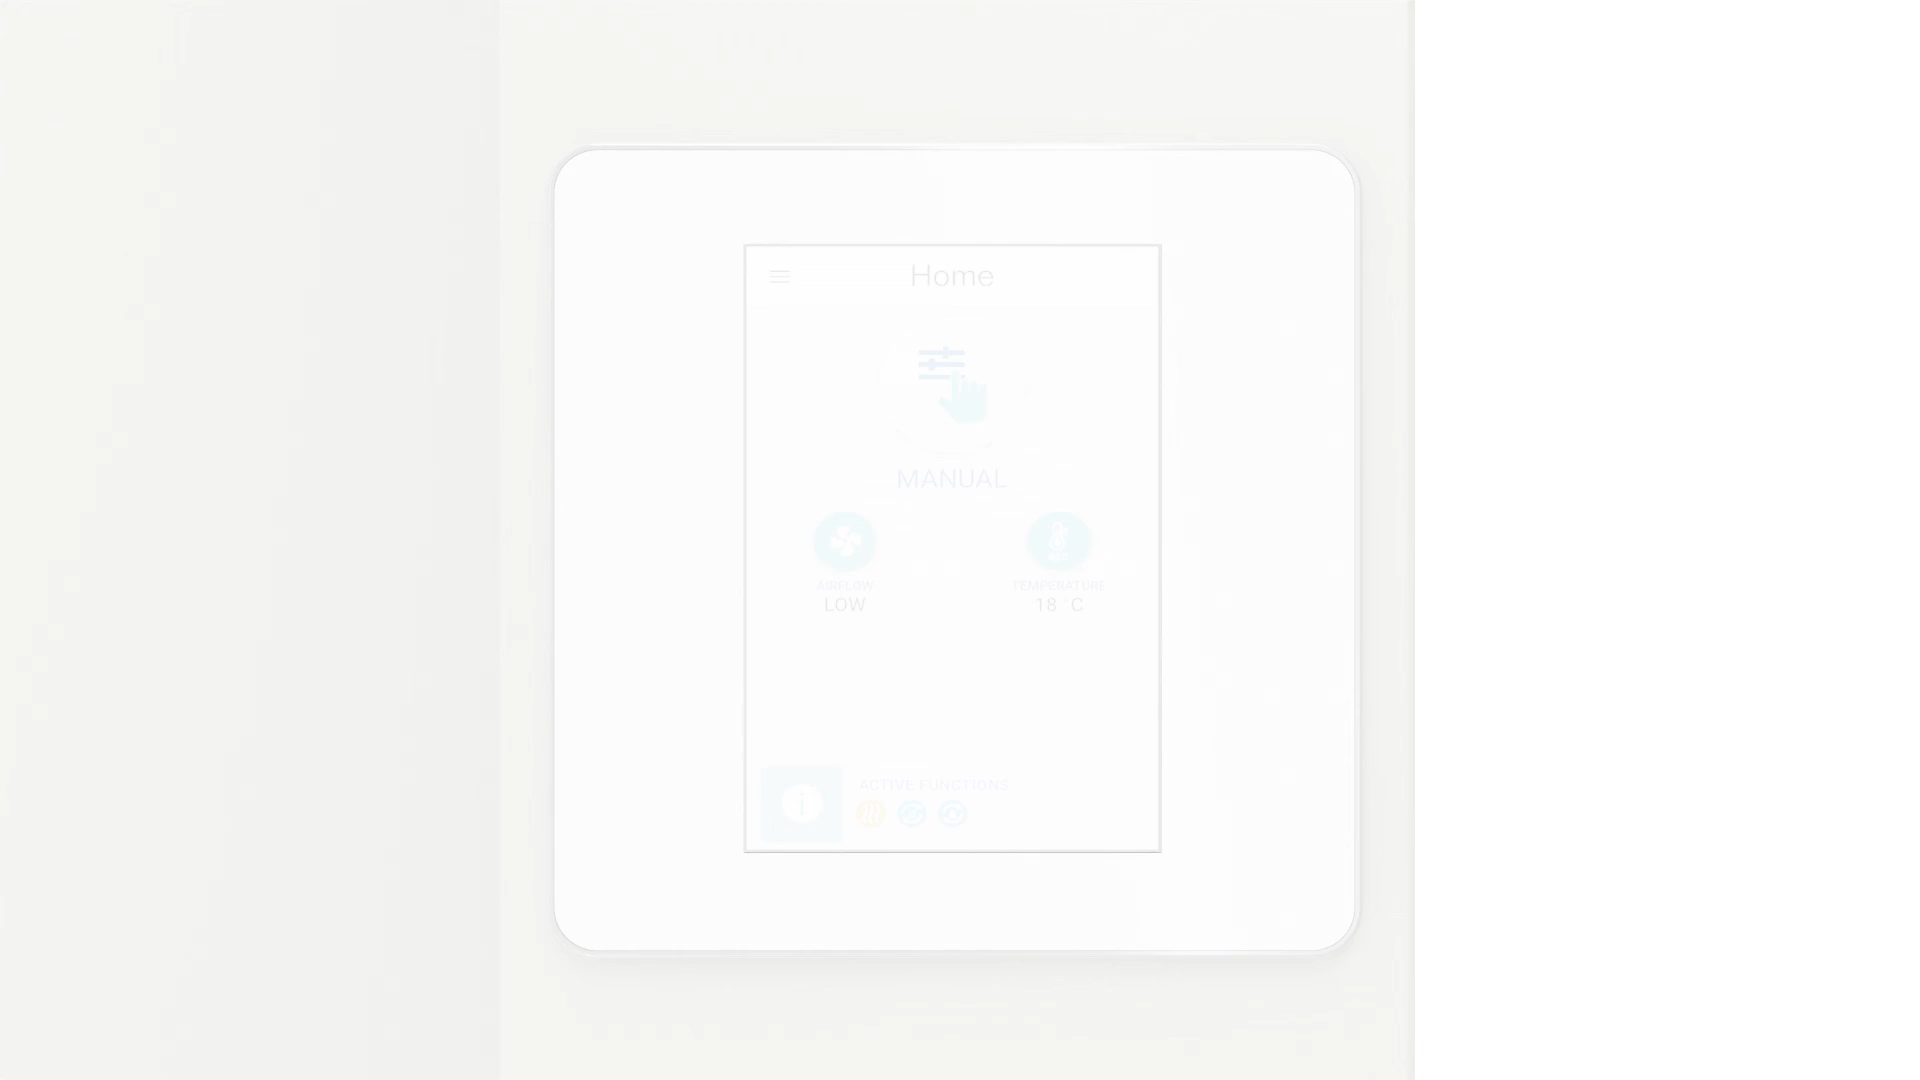 Home
MANUAL
AIRFLOW
TEMPERATURE
LOW
18 °C
ACTIVE FUNCTIONS